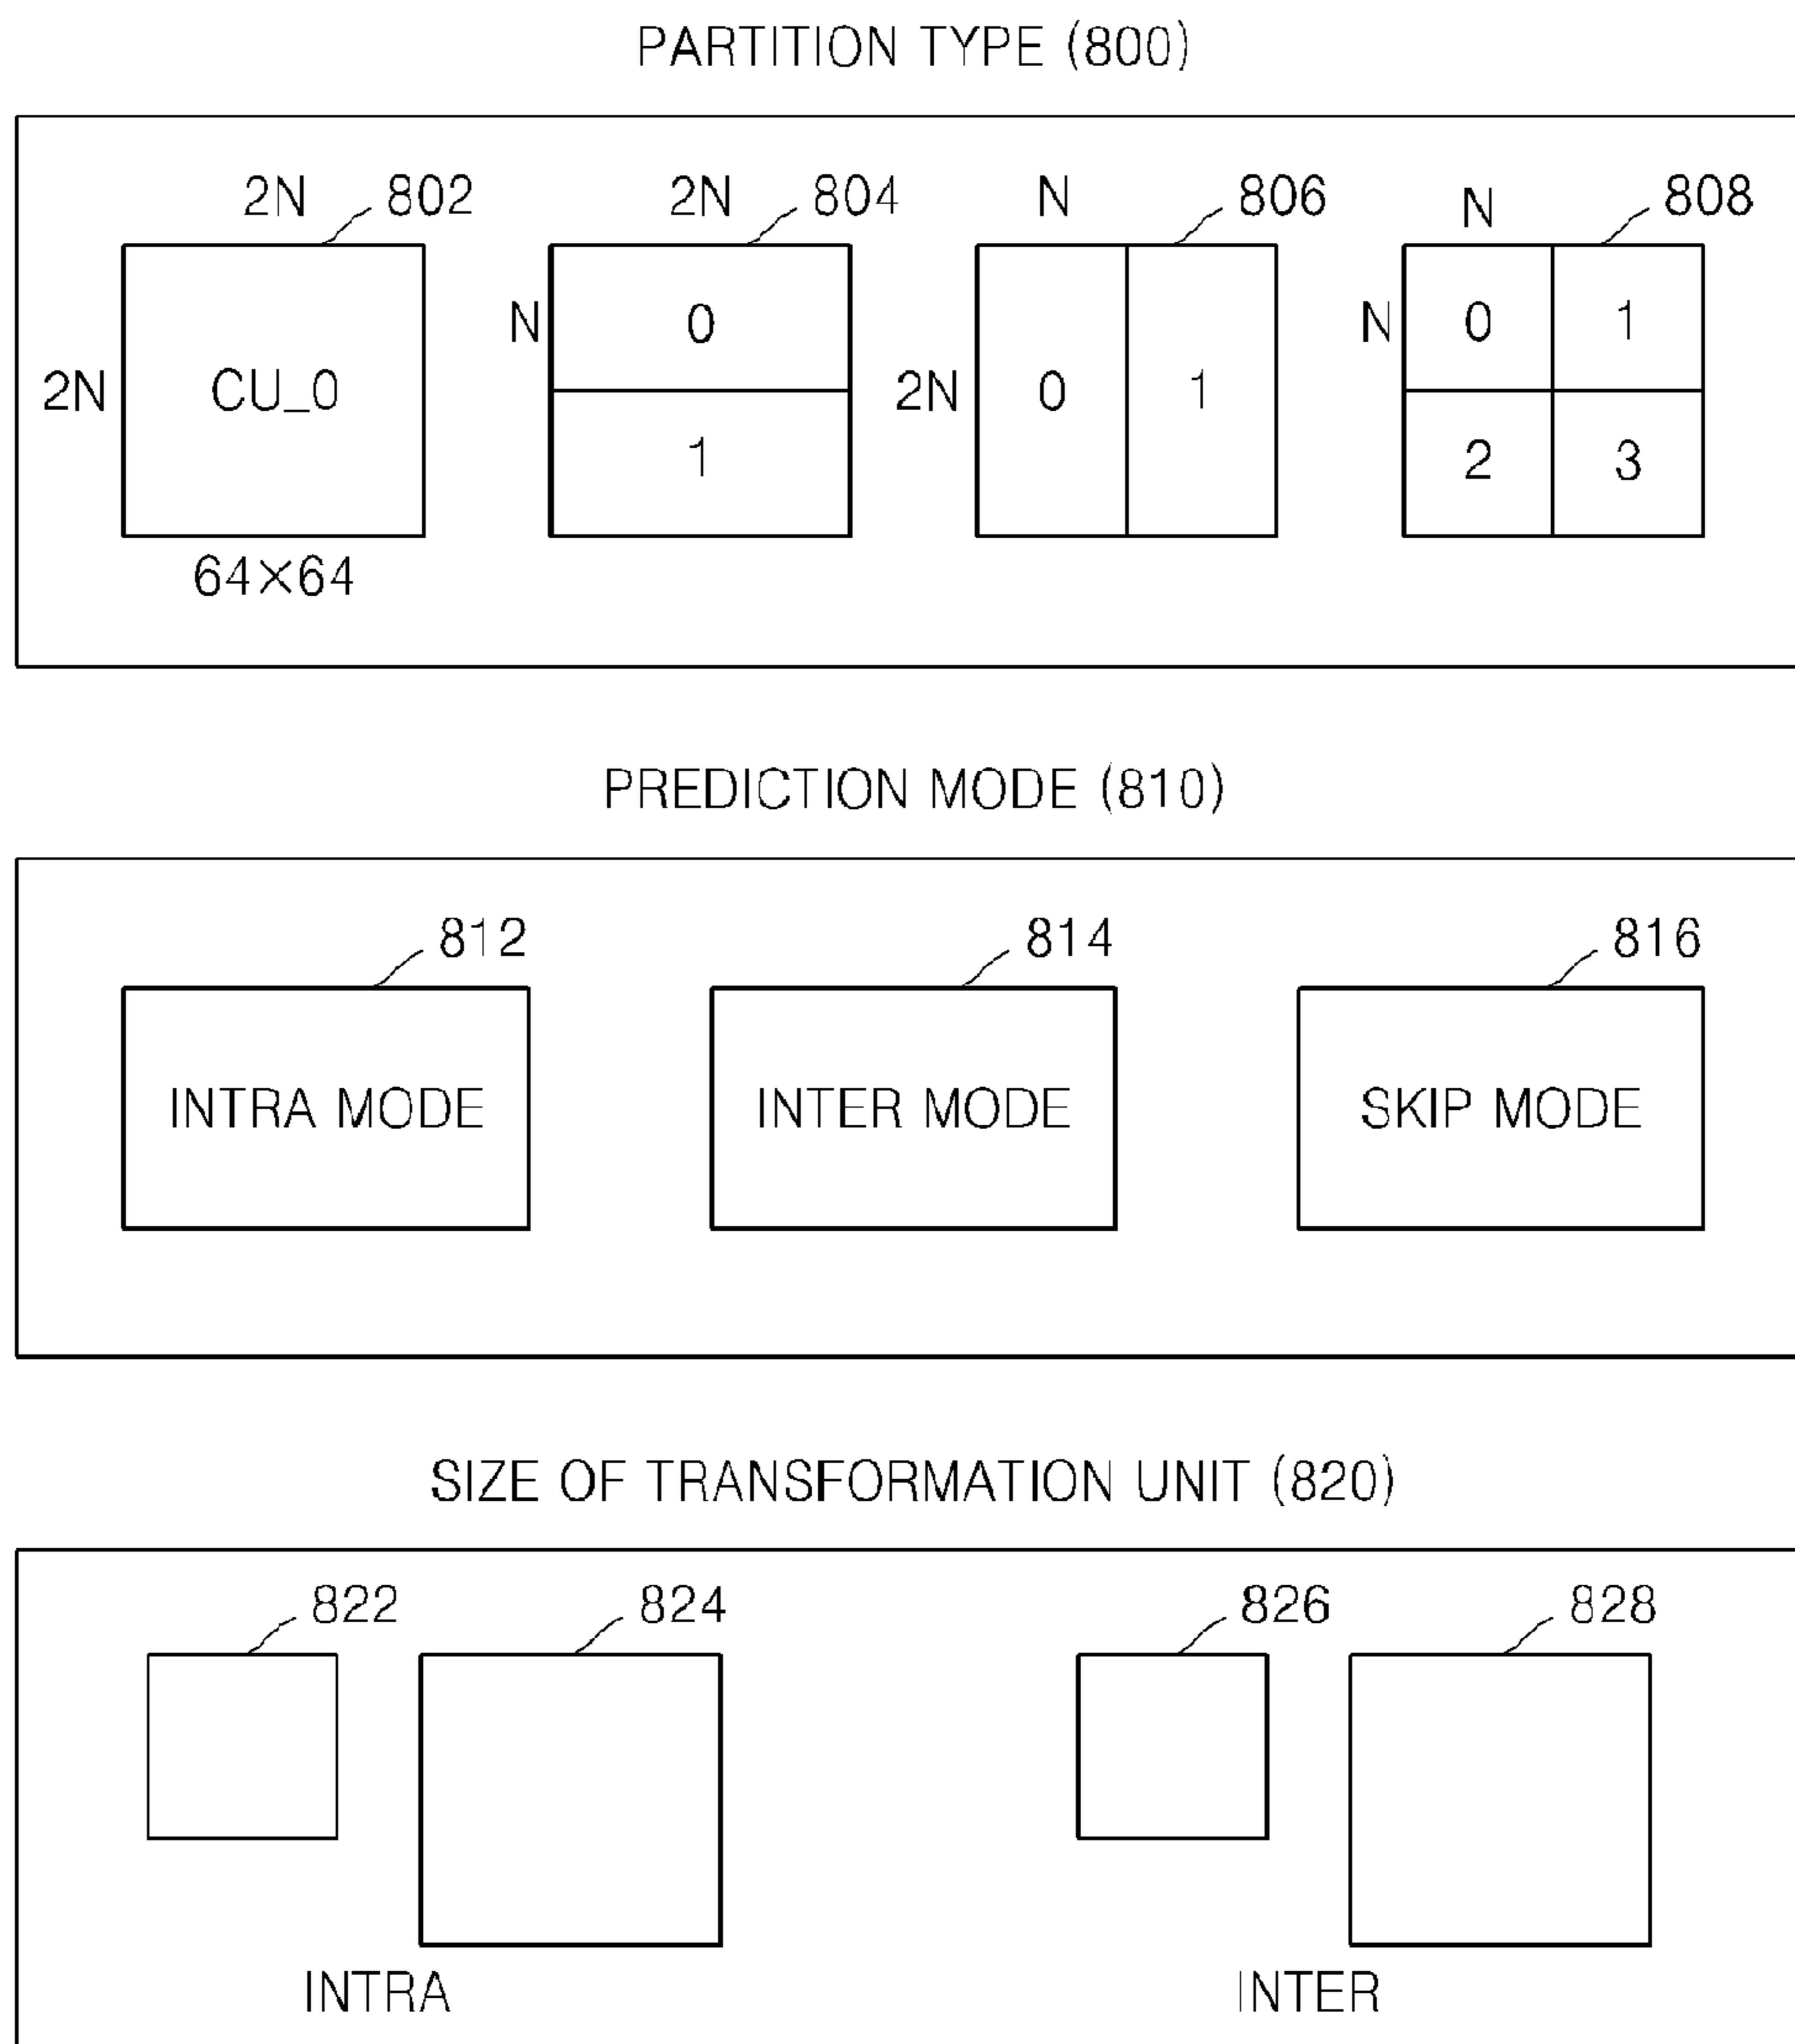 PARTITION TYPE (800)
2N 802 2N 804 N 806 N 808
N 0 N 0 1
2N CU_0 2N 0 1
1 2 3
64×64
PREDICTION MODE (810)
812 814 816
INTRA MODE INTER MODE SKIP MODE
SIZE OF TRANSFORMATION UNIT (820)
822 824 826 828
INTRA INTER